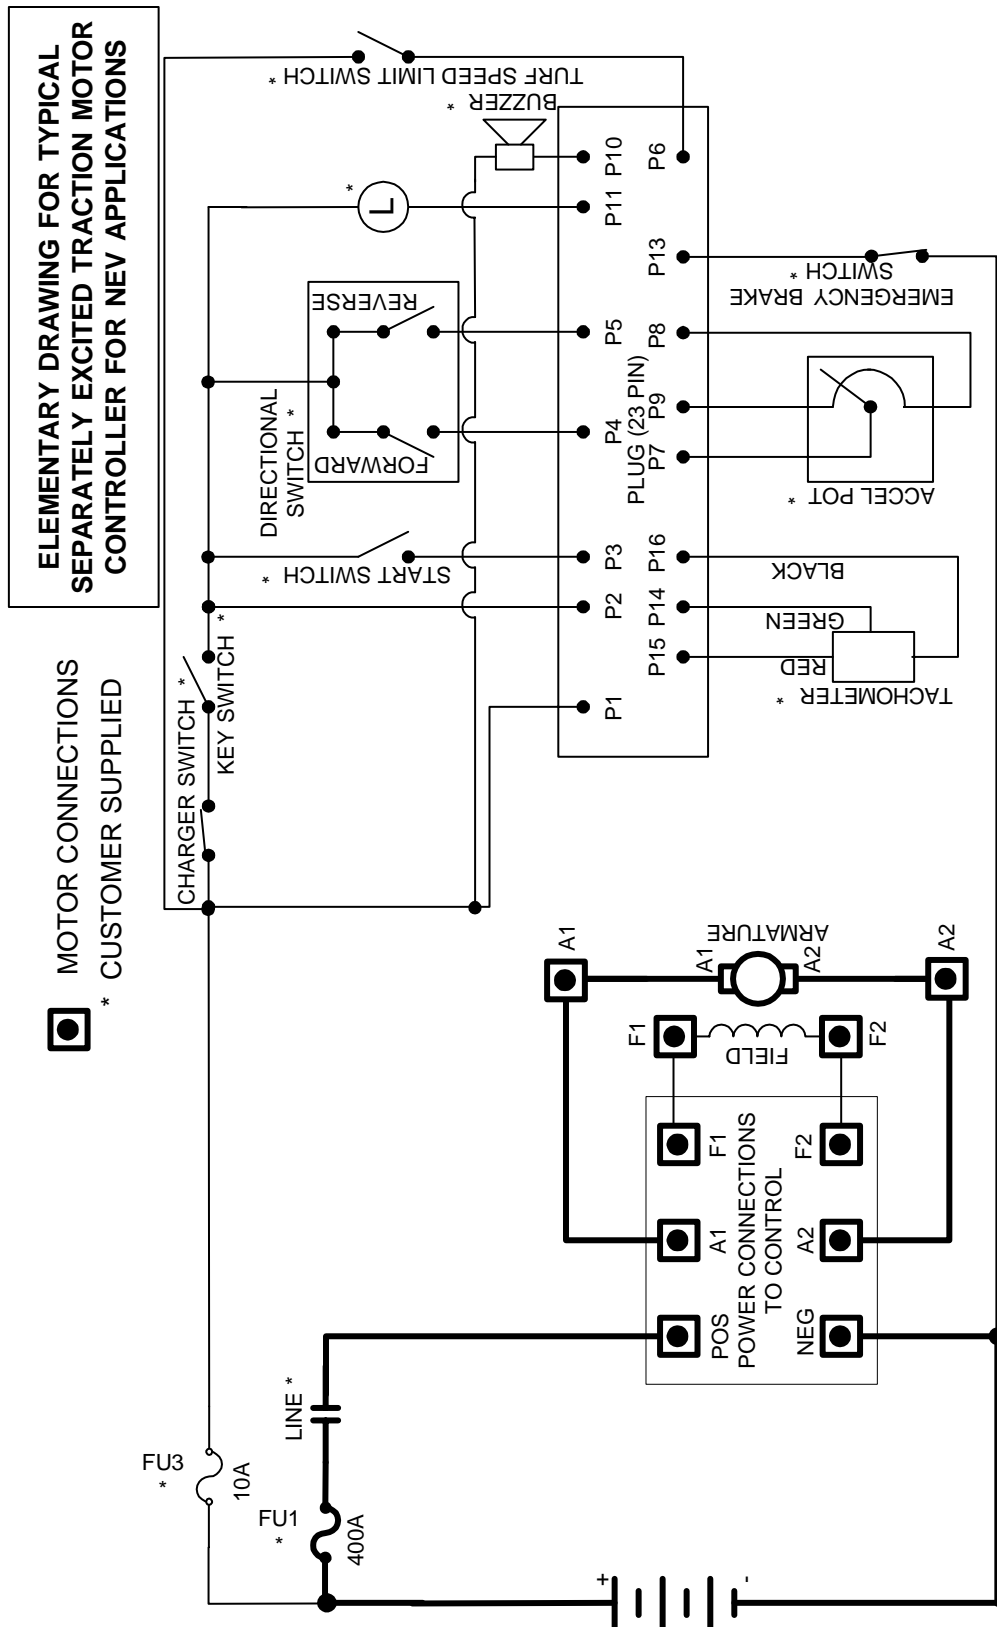 ELEMENTARY DRAWING FOR TYPICAL
SEPARATELY EXCITED TRACTION MOTOR
CONTROLLER FOR NEV APPLICATIONS
MOTOR CONNECTIONS
* CUSTOMER SUPPLIED
FU3
*
10A
FU1
*
400A
LINE *
+
-
CHARGER SWITCH *
KEY SWITCH *
START SWITCH *
DIRECTIONAL
SWITCH *
FORWARD
REVERSE
L
*
BUZZER *
TURF SPEED LIMIT SWITCH *
P1
P2
P3
P4
P5
P11
P10
PLUG (23 PIN)
P15
P14
P16
P7
P9
P8
P13
P6
RED
GREEN
BLACK
TACHOMETER *
ACCEL POT *
EMERGENCY BRAKE
SWITCH *
POS
A1
F1
POWER CONNECTIONS
TO CONTROL
NEG
A2
F2
F1
FIELD
F2
A1
A1
ARMATURE
A2
A2